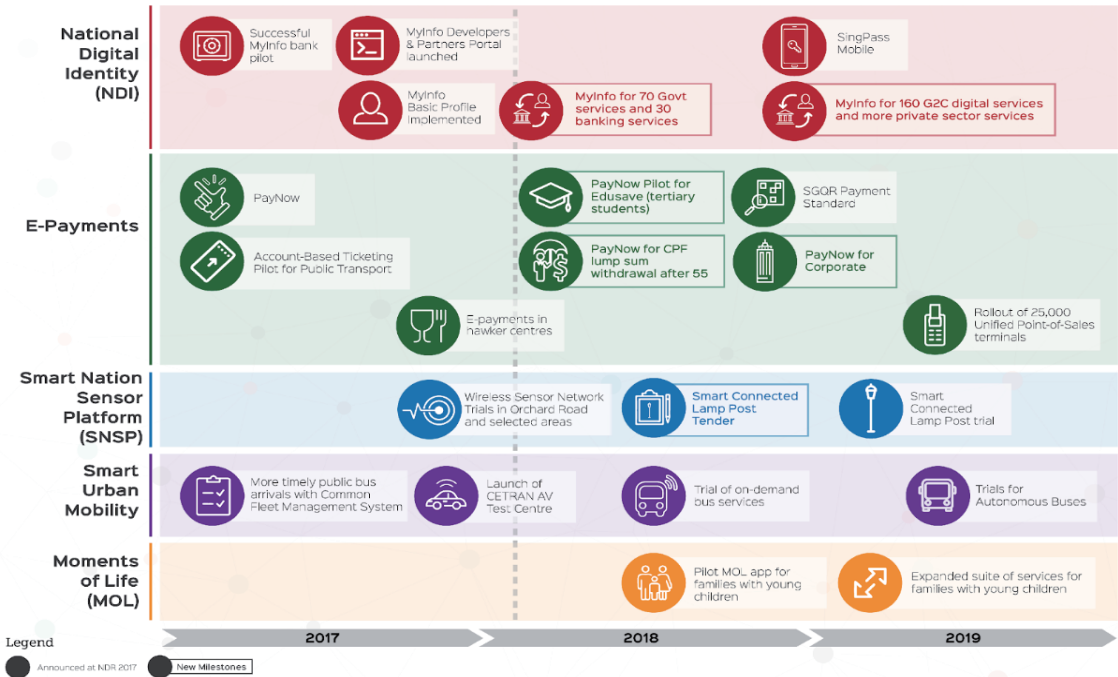 National
Digital
Identity
(NDI)
Successful
MyInfo bank
pilot
MyInfo Developers
& Partners Portal
launched
SingPass
Mobile
MyInfo
Basic Profile
Implemented
MyInfo for 70 Govt
services and 30
banking services
MyInfo for 160 G2C digital services
and more private sector services
E-Payments
PayNow
PayNow Pilot for
Edusave (tertiary
students)
SGQR Payment
Standard
Account-Based Ticketing
Pilot for Public Transport
PayNow for CPF
lump sum
withdrawal after 55
PayNow for
Corporate
E-payments in
hawker centres
Rollout of 25,000
Unified Point-of-Sales
terminals
Smart Nation
Sensor
Platform
(SNSP)
Wireless Sensor Network
Trials in Orchard Road
and selected areas
Smart Connected
Lamp Post
Tender
Smart
Connected
Lamp Post trial
Smart
Urban
Mobility
More timely public bus
arrivals with Common
Fleet Management System
Launch of
CETRAN AV
Test Centre
Trial of on-demand
bus services
Trials for
Autonomous Buses
Moments
of Life
(MOL)
Pilot MOL app for
families with young
children
Expanded suite of services for
families with young children
2017
2018
2019
Legend
Announced at NDR 2017
New Milestones